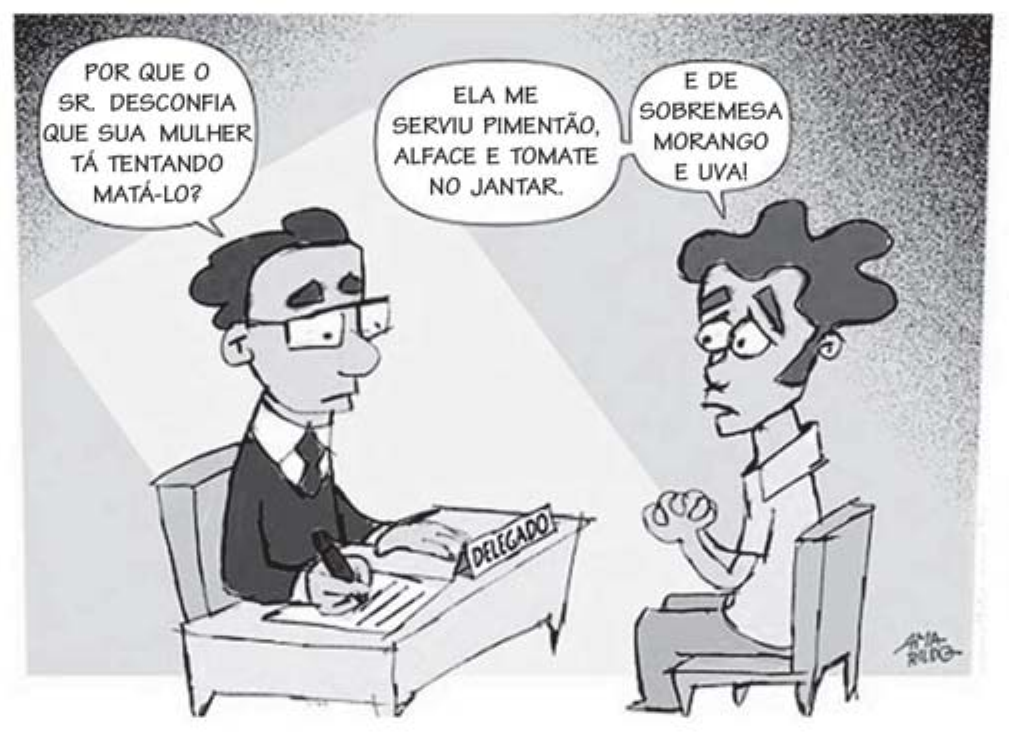 POR QUE O
SR. DESCONFIA
QUE SUA MULHER
TÁ TENTANDO
MATÁ-LO?
ELA ME
SERVIU PIMENTÃO,
ALFACE E TOMATE
NO JANTAR.
E DE
SOBREMESA
MORANGO
E UVA!
DELEGADO
AMA-
RILDO